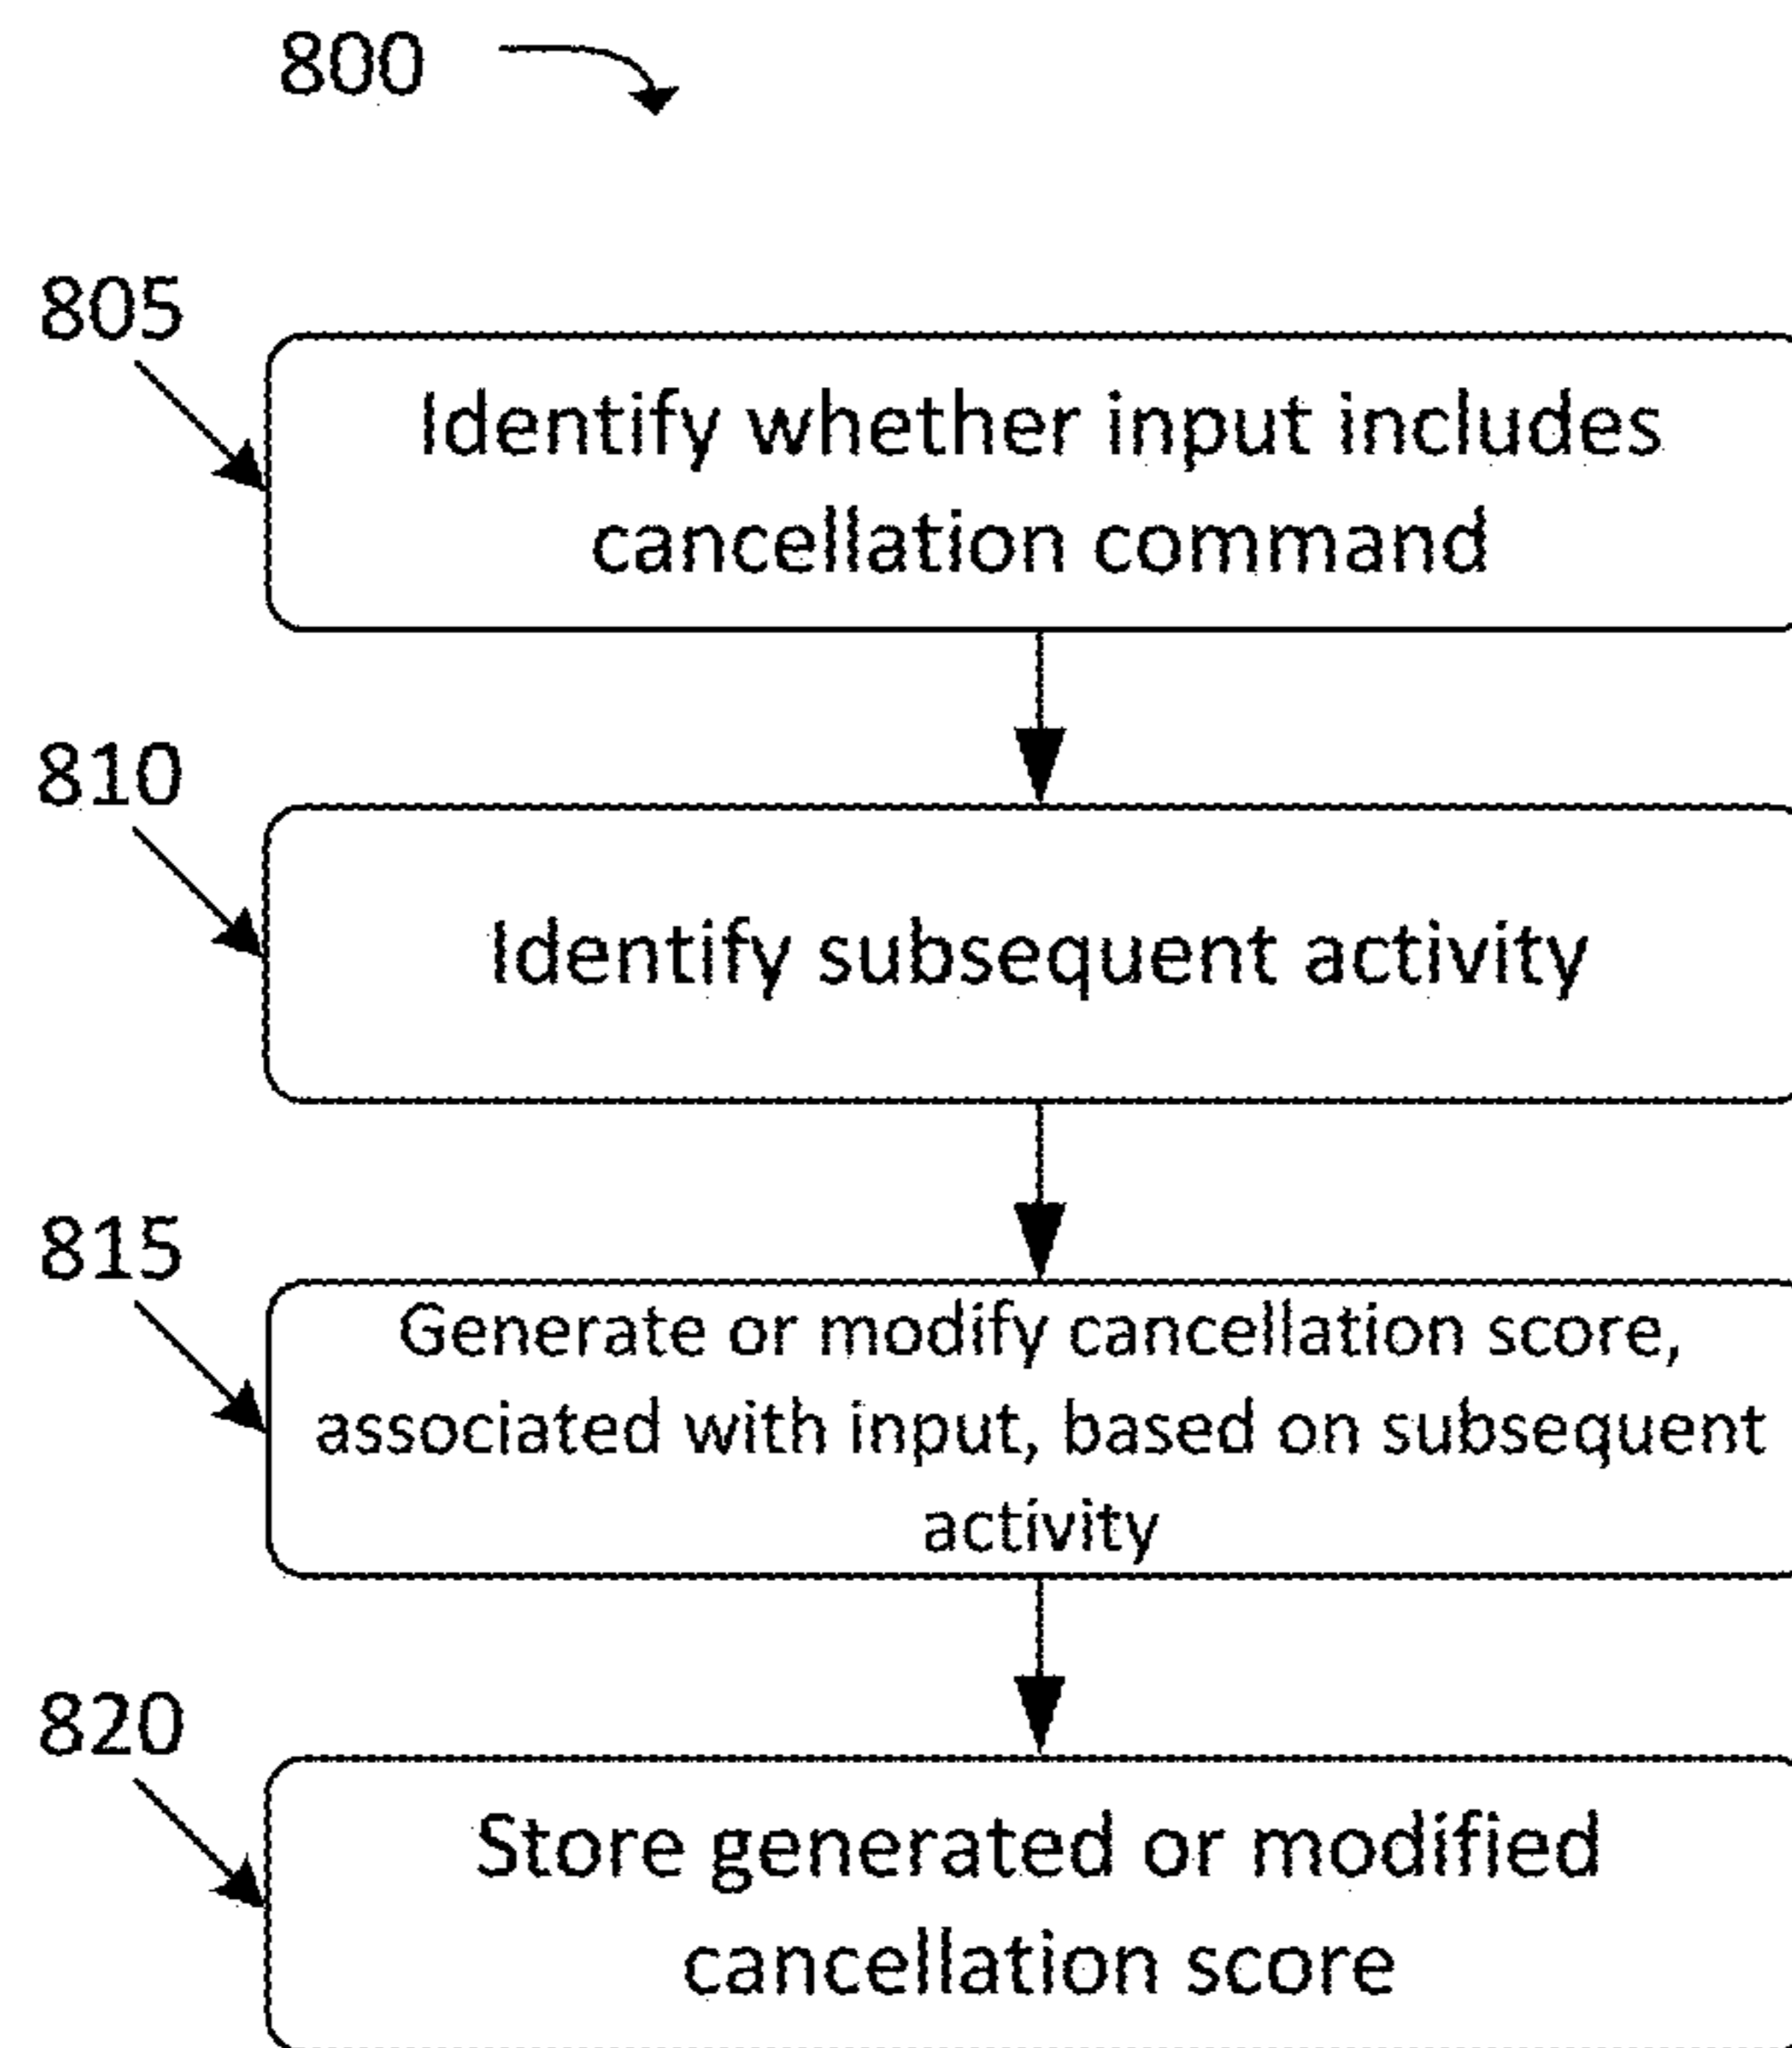 800
805
Identify whether input includes
cancellation command
810
Identify subsequent activity
815
Generate or modify cancellation score,
associated with input, based on subsequent
activity
820
Store generated or modified
cancellation score